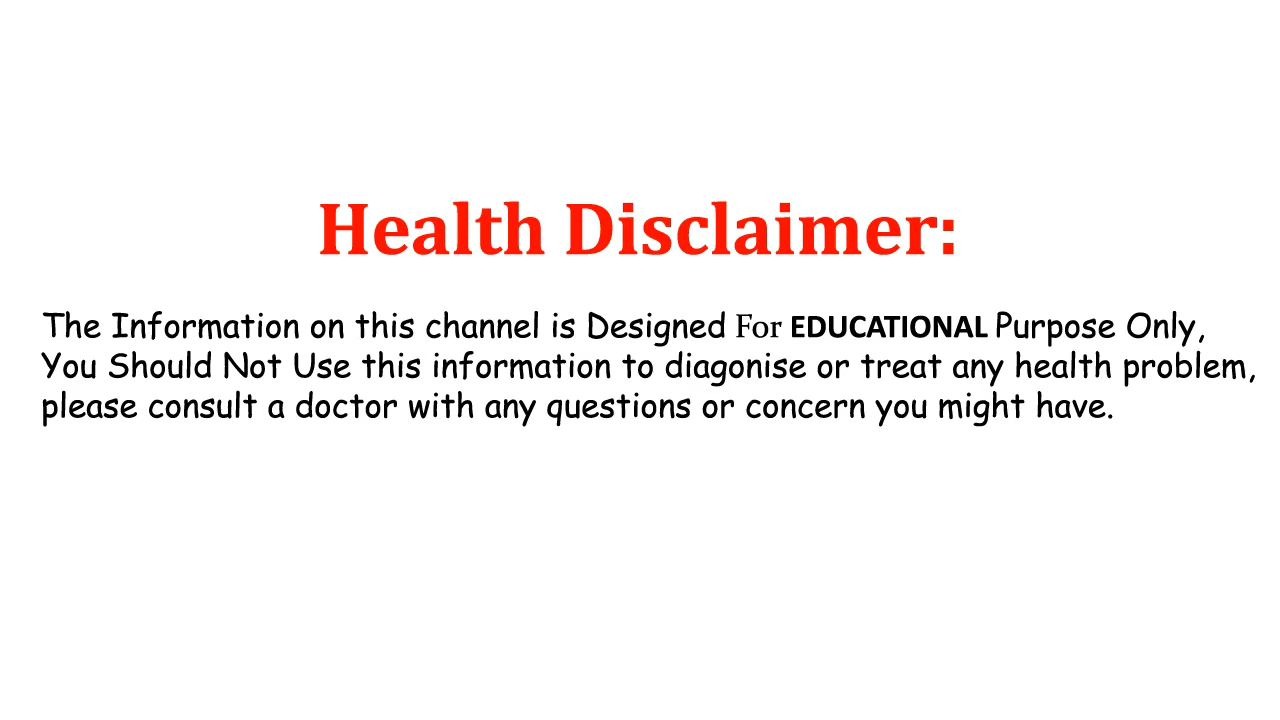 Health Disclaimer:
The Information on this channel is Designed For EDUCATIONAL Purpose Only,
You Should Not Use this information to diagonise or treat any health problem,
please consult a doctor with any questions or concern you might have.